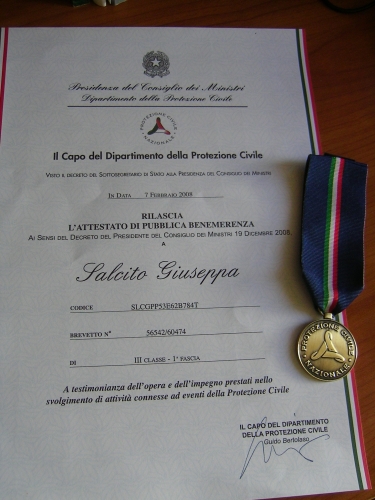 Presidenza del Consiglio dei Ministri
Dipartimento della Protezione Civile
PROTEZIONE CIVILE
NAZIONALE
Il Capo del Dipartimento della Protezione Civile
Visto il decreto del Sottosegretario di Stato alla Presidenza del Consiglio dei Ministri
In Data 7 Febbraio 2008
RILASCIA
L'ATTESTATO DI PUBBLICA BENEMERENZA
Ai Sensi del Decreto del Presidente del Consiglio dei Ministri 19 Dicembre 2008,
A
Salcito Giuseppa
CODICE SLCGPP53E62B784T
BREVETTO N° 56542/60474
DI III CLASSE - 1ª FASCIA
A testimonianza dell'opera e dell'impegno prestati nello
svolgimento di attività connesse ad eventi della Protezione Civile
IL CAPO DEL DIPARTIMENTO
DELLA PROTEZIONE CIVILE
Guido Bertolaso
PROTEZIONE CIVILE
NAZIONALE